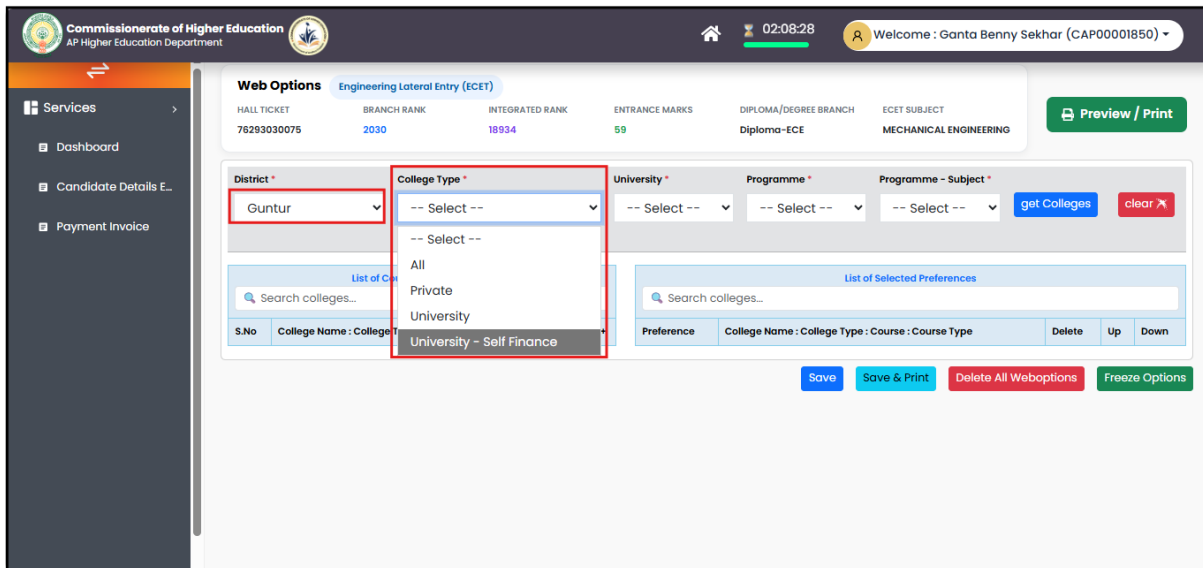 Commissionerate of Higher Education
AP Higher Education Department
02:08:28
A Welcome : Ganta Benny Sekhar (CAP00001850)
Services
Dashboard
Candidate Details E...
Payment Invoice
Web Options Engineering Lateral Entry (ECET)
HALL TICKET BRANCH RANK INTEGRATED RANK ENTRANCE MARKS DIPLOMA/DEGREE BRANCH ECET SUBJECT
76293030075 2030 18934 59 Diploma-ECE MECHANICAL ENGINEERING
Preview / Print
District * College Type * University * Programme * Programme - Subject *
Guntur -- Select -- -- Select -- -- Select -- -- Select -- get Colleges clear
-- Select --
All
Private
University
University - Self Finance
List of Selected Preferences
Search colleges... Search colleges...
S.No College Name : College Preference College Name : College Type : Course : Course Type Delete Up Down
Save Save & Print Delete All Weboptions Freeze Options